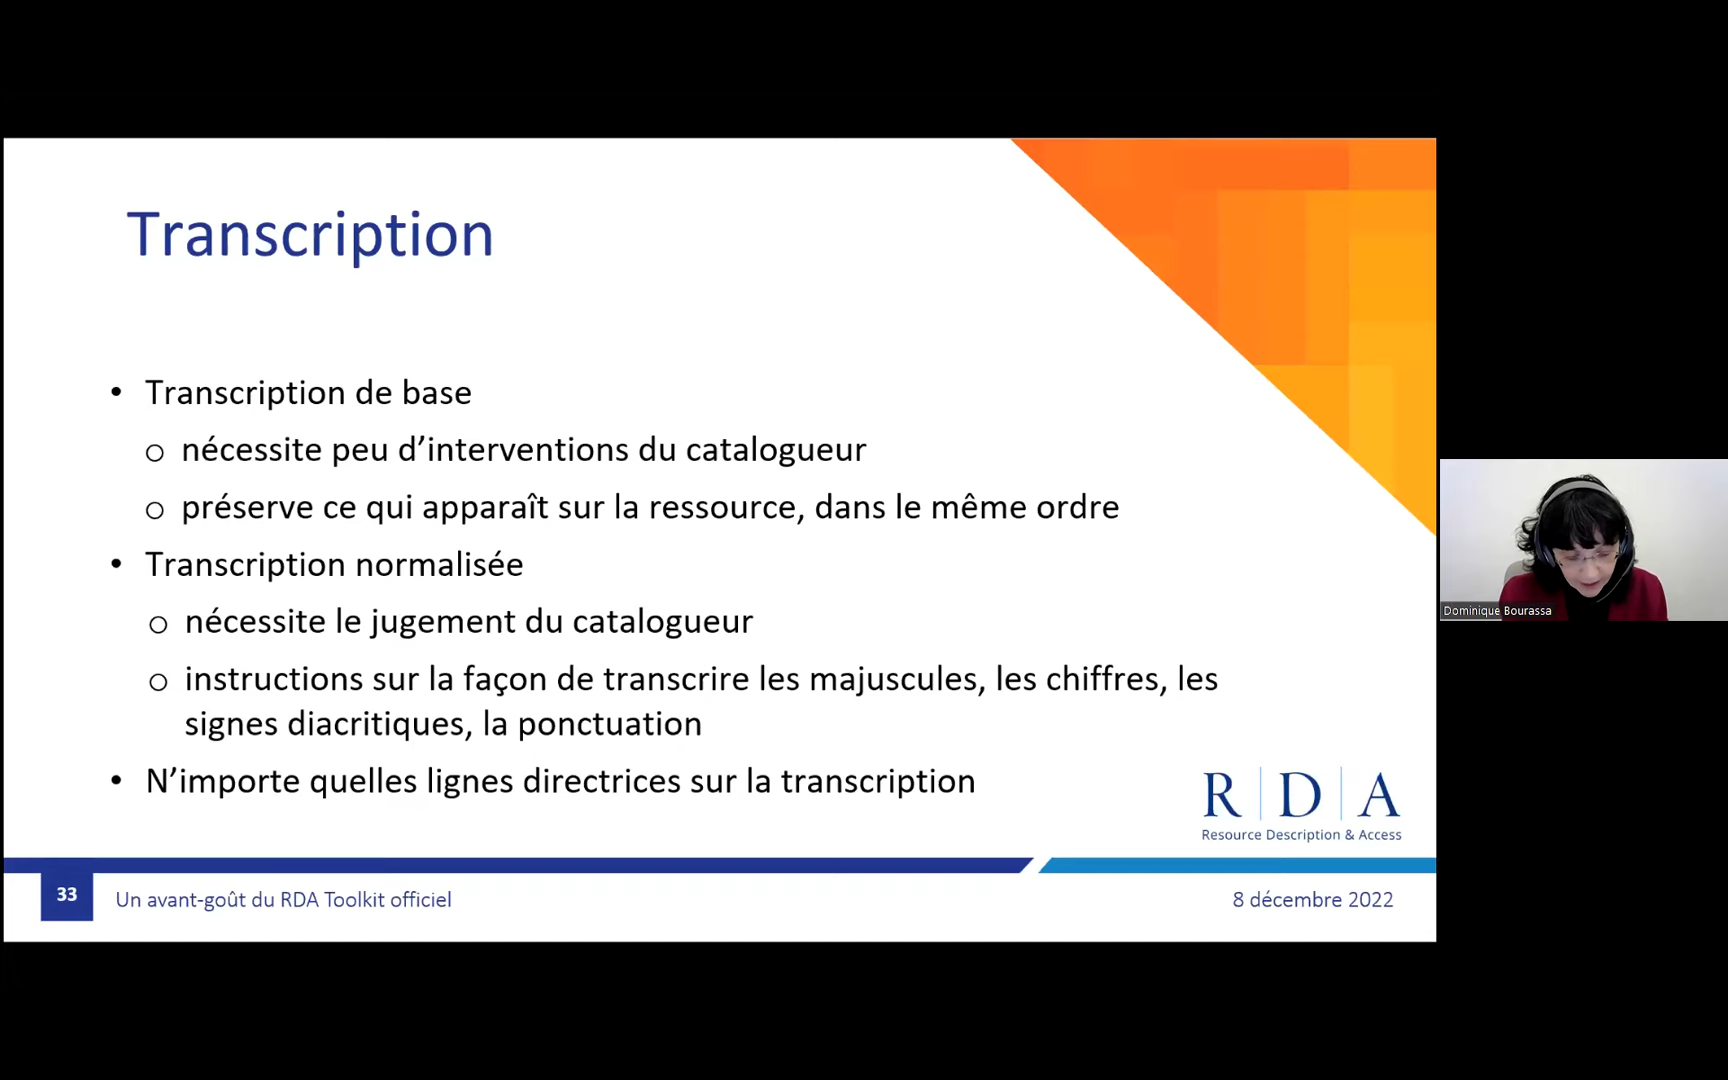 Transcription
• Transcription de base
o nécessite peu d’interventions du catalogueur
o préserve ce qui apparaît sur la ressource, dans le même ordre
• Transcription normalisée
o nécessite le jugement du catalogueur
o instructions sur la façon de transcrire les majuscules, les chiffres, les
signes diacritiques, la ponctuation
• N’importe quelles lignes directrices sur la transcription
R | D | A
Resource Description & Access
33
Un avant-goût du RDA Toolkit officiel
8 décembre 2022
Dominique Bourassa